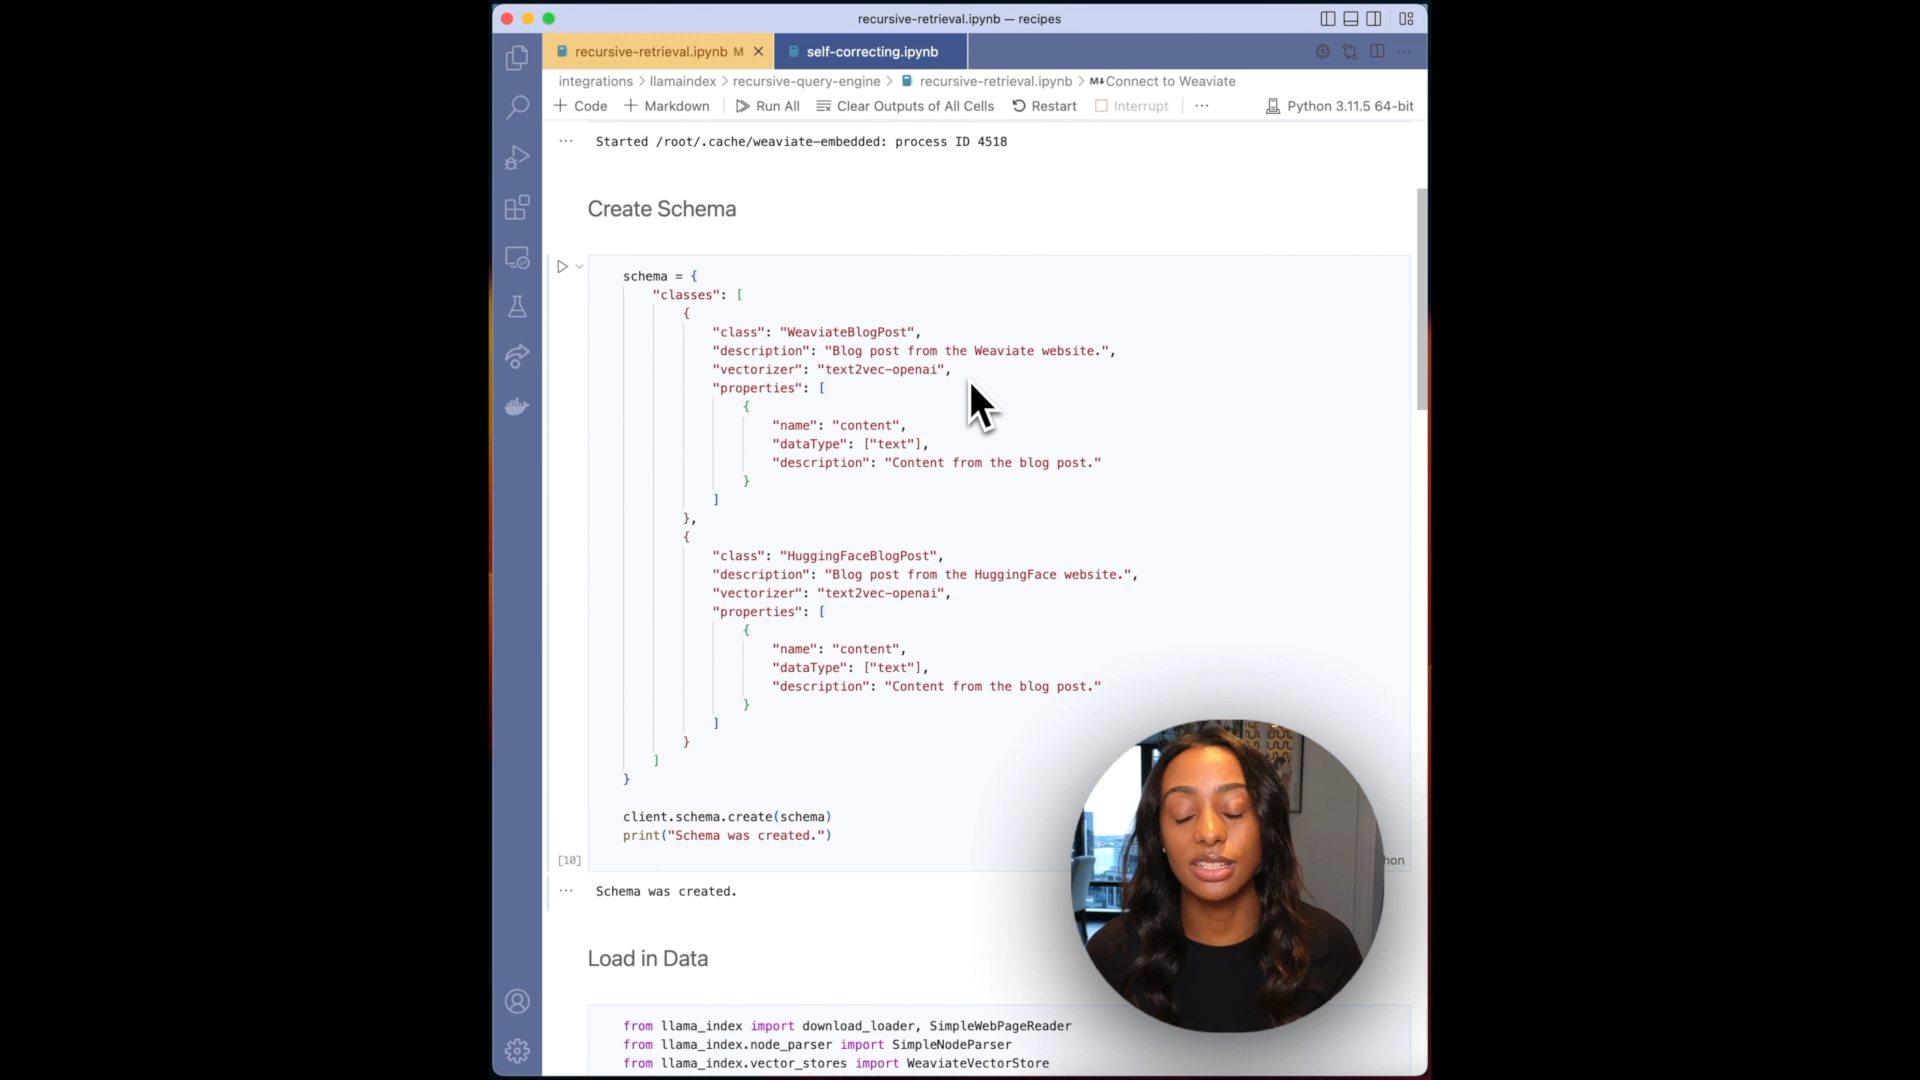 recursive-retrieval.ipynb — recipes
recursive-retrieval.ipynb M
self-correcting.ipynb
integrations > llamaindex > recursive-query-engine > recursive-retrieval.ipynb > M↓Connect to Weaviate
+ Code + Markdown Run All Clear Outputs of All Cells Restart Interrupt ... Python 3.11.5 64-bit
... Started /root/.cache/weaviate-embedded: process ID 4518
Create Schema
schema = {
"classes": [
{
"class": "WeaviateBlogPost",
"description": "Blog post from the Weaviate website.",
"vectorizer": "text2vec-openai",
"properties": [
{
"name": "content",
"dataType": ["text"],
"description": "Content from the blog post."
}
]
},
{
"class": "HuggingFaceBlogPost",
"description": "Blog post from the HuggingFace website.",
"vectorizer": "text2vec-openai",
"properties": [
{
"name": "content",
"dataType": ["text"],
"description": "Content from the blog post."
}
]
}
]
}
client.schema.create(schema)
print("Schema was created.")
[10] hon
... Schema was created.
Load in Data
from llama_index import download_loader, SimpleWebPageReader
from llama_index.node_parser import SimpleNodeParser
from llama_index.vector_stores import WeaviateVectorStore